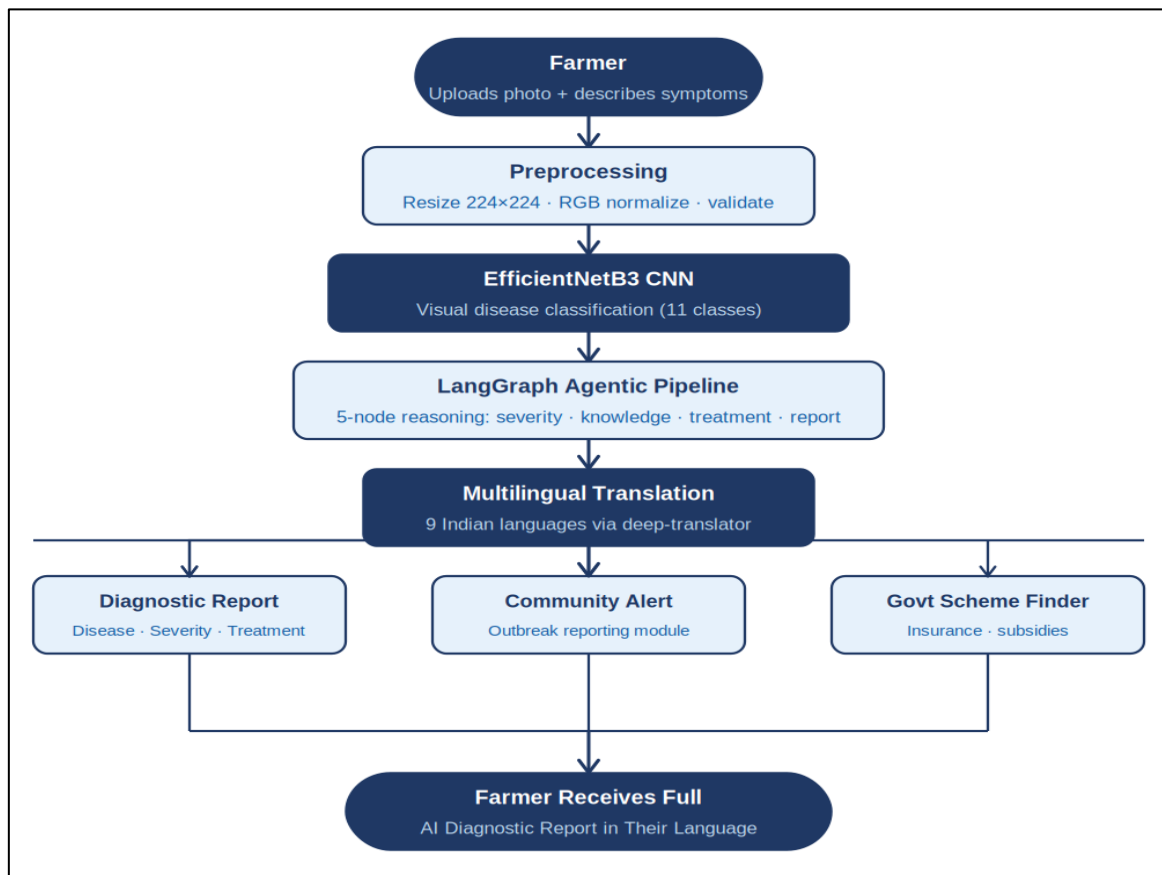 Farmer
Uploads photo + describes symptoms
Preprocessing
Resize 224×224 · RGB normalize · validate
EfficientNetB3 CNN
Visual disease classification (11 classes)
LangGraph Agentic Pipeline
5-node reasoning: severity · knowledge · treatment · report
Multilingual Translation
9 Indian languages via deep-translator
Diagnostic Report
Disease · Severity · Treatment
Community Alert
Outbreak reporting module
Govt Scheme Finder
Insurance · subsidies
Farmer Receives Full
AI Diagnostic Report in Their Language